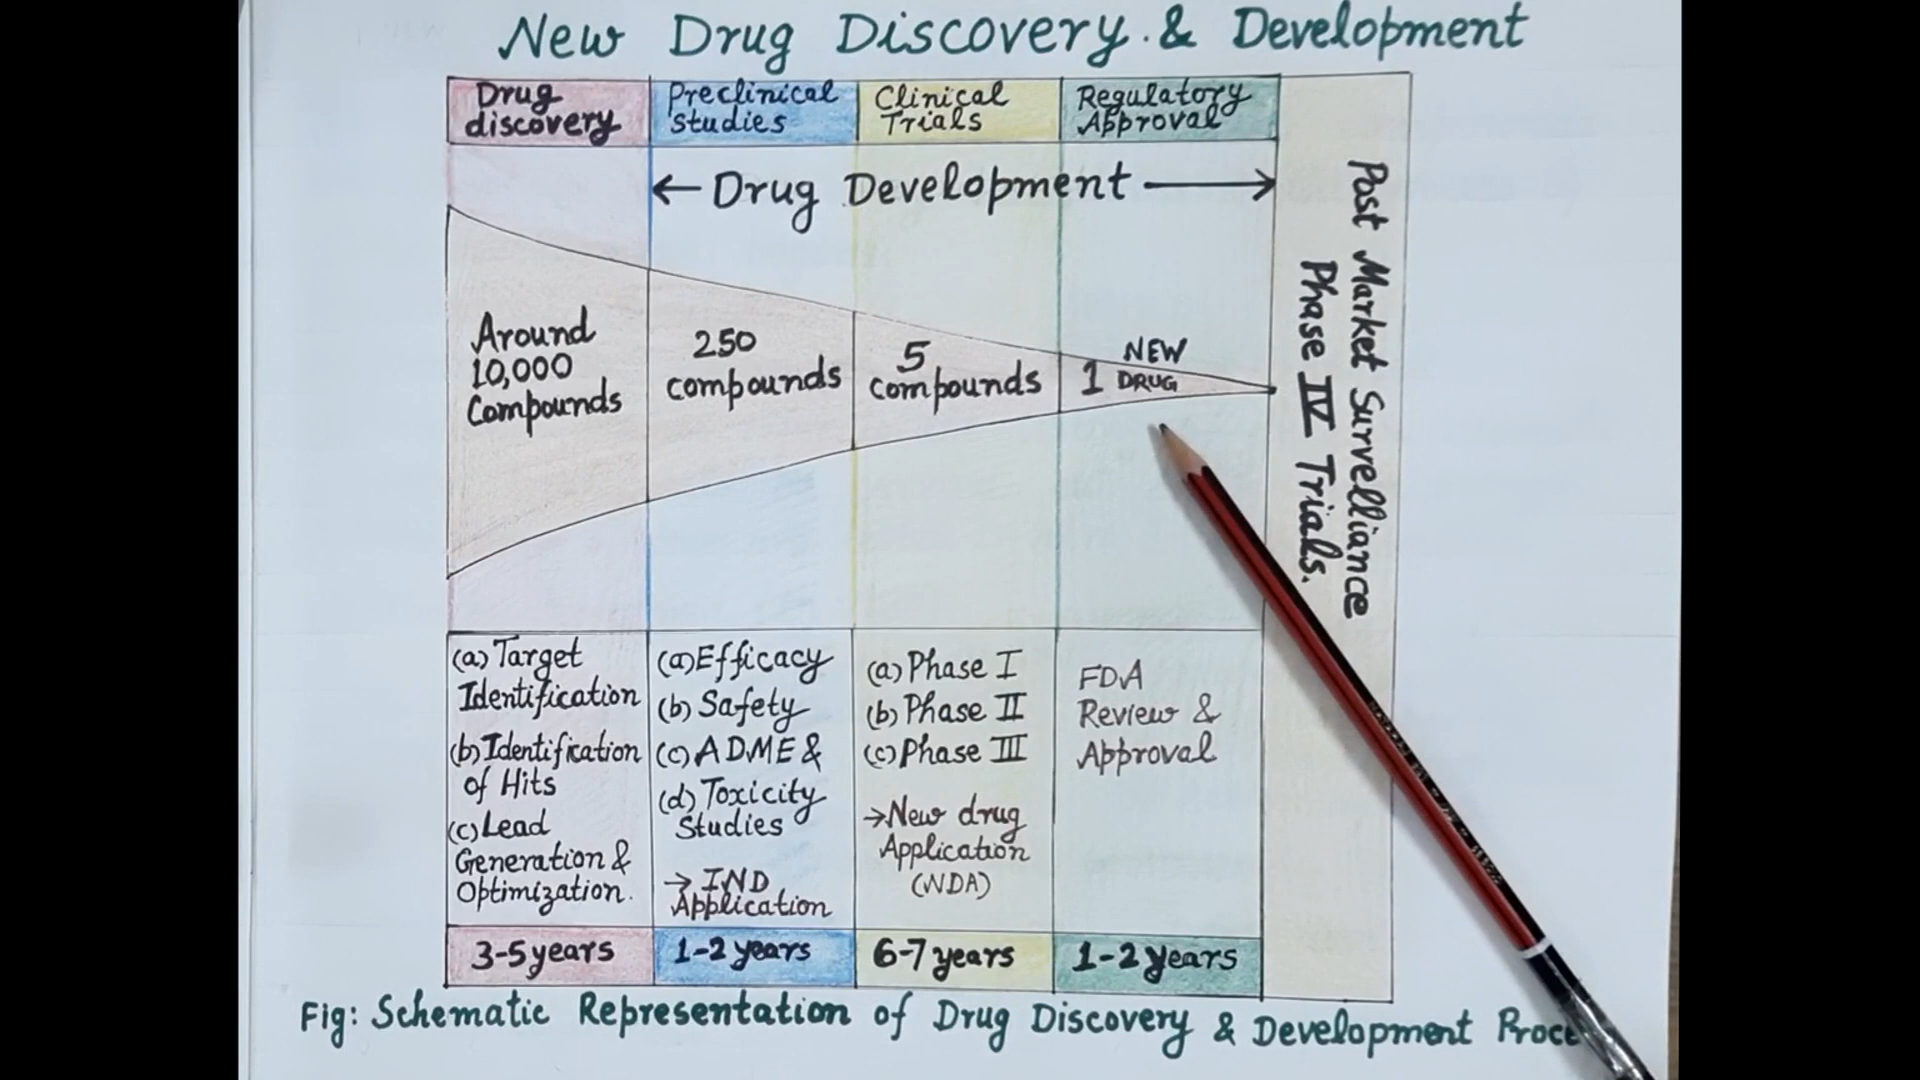 New Drug Discovery & Development
Drug
discovery
Preclinical
studies
Clinical
Trials
Regulatory
Approval
← Drug Development →
Around
10,000
Compounds
250
compounds
5
compounds
NEW
1 DRUG
Post Market Survelliance
Phase IV Trials.
(a) Target
Identification
(b) Identification
of Hits
(c) Lead
Generation &
Optimization.
(a) Efficacy
(b) Safety
(c) ADME &
(d) Toxicity
Studies
→ IND
Application
(a) Phase I
(b) Phase II
(c) Phase III
→ New drug
Application
(NDA)
FDA
Review &
Approval
3-5 years
1-2 years
6-7 years
1-2 years
Fig: Schematic Representation of Drug Discovery & Development